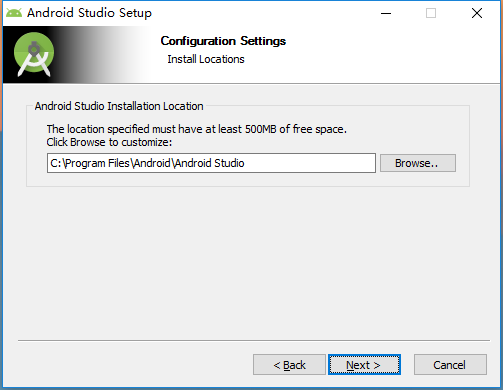 Android Studio Setup
Configuration Settings
Install Locations
Android Studio Installation Location
The location specified must have at least 500MB of free space.
Click Browse to customize:
C:\Program Files\Android\Android Studio
Browse..
< Back
Next >
Cancel